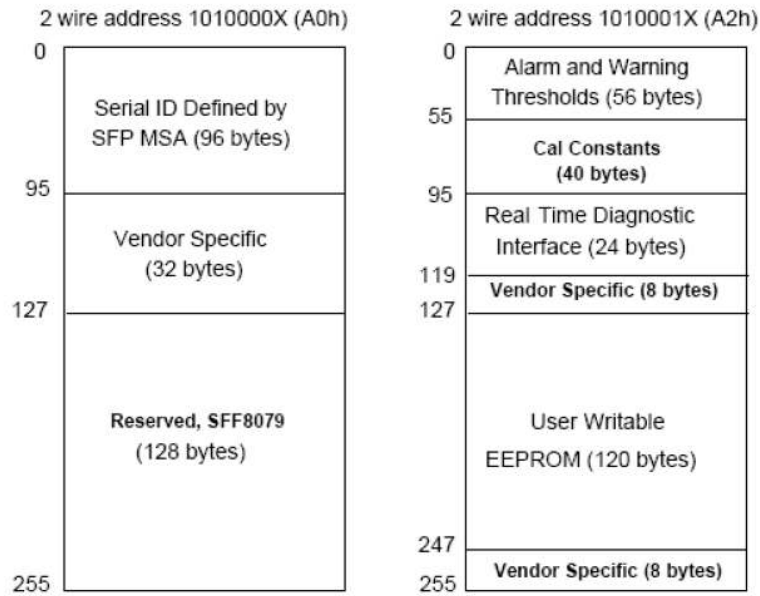 2 wire address 1010000X (A0h)
0
Serial ID Defined by
SFP MSA (96 bytes)
95
Vendor Specific
(32 bytes)
127
Reserved, SFF8079
(128 bytes)
255
2 wire address 1010001X (A2h)
0
Alarm and Warning
Thresholds (56 bytes)
55
Cal Constants
(40 bytes)
95
Real Time Diagnostic
Interface (24 bytes)
119
Vendor Specific (8 bytes)
127
User Writable
EEPROM (120 bytes)
247
Vendor Specific (8 bytes)
255